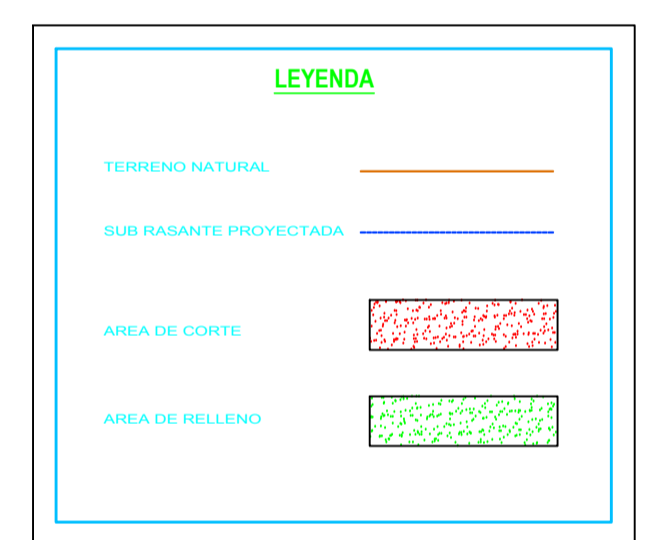 LEYENDA
TERRENO NATURAL
SUB RASANTE PROYECTADA
AREA DE CORTE
AREA DE RELLENO